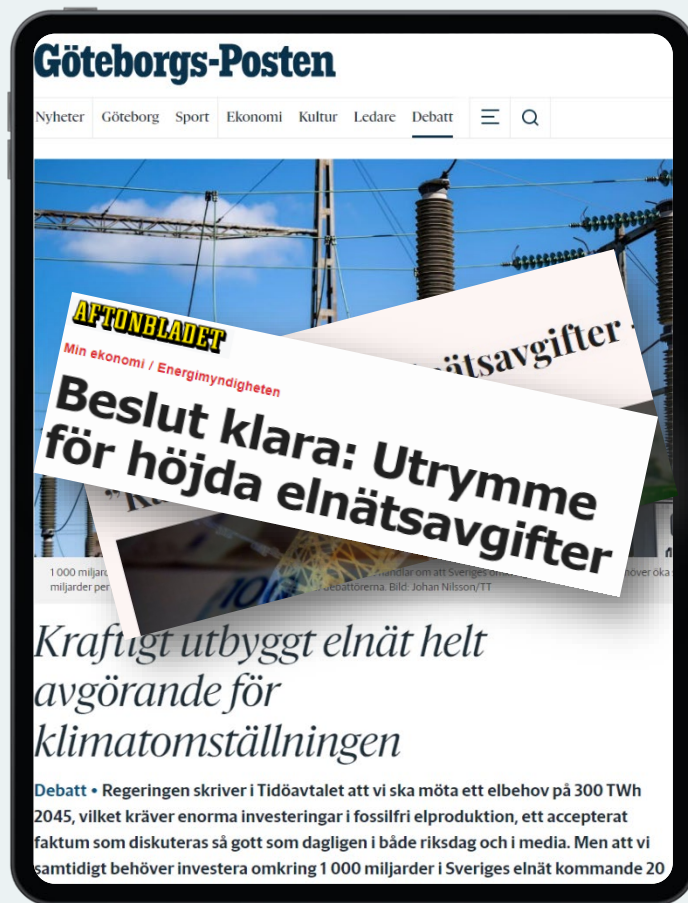 Göteborgs-Posten
Nyheter Göteborg Sport Ekonomi Kultur Ledare Debatt
AFTONBLADET
Min ekonomi / Energimyndigheten
Beslut klara: Utrymme
för höjda elnätsavgifter
1 000
miljarder per debattörerna. Bild: Johan Nilsson/TT
Kraftigt utbyggt elnät helt
avgörande för
klimatomställningen
Debatt • Regeringen skriver i Tidöavtalet att vi ska möta ett elbehov på 300 TWh
2045, vilket kräver enorma investeringar i fossilfri elproduktion, ett accepterat
faktum som diskuteras så gott som dagligen i både riksdag och i media. Men att vi
samtidigt behöver investera omkring 1 000 miljarder i Sveriges elnät kommande 20